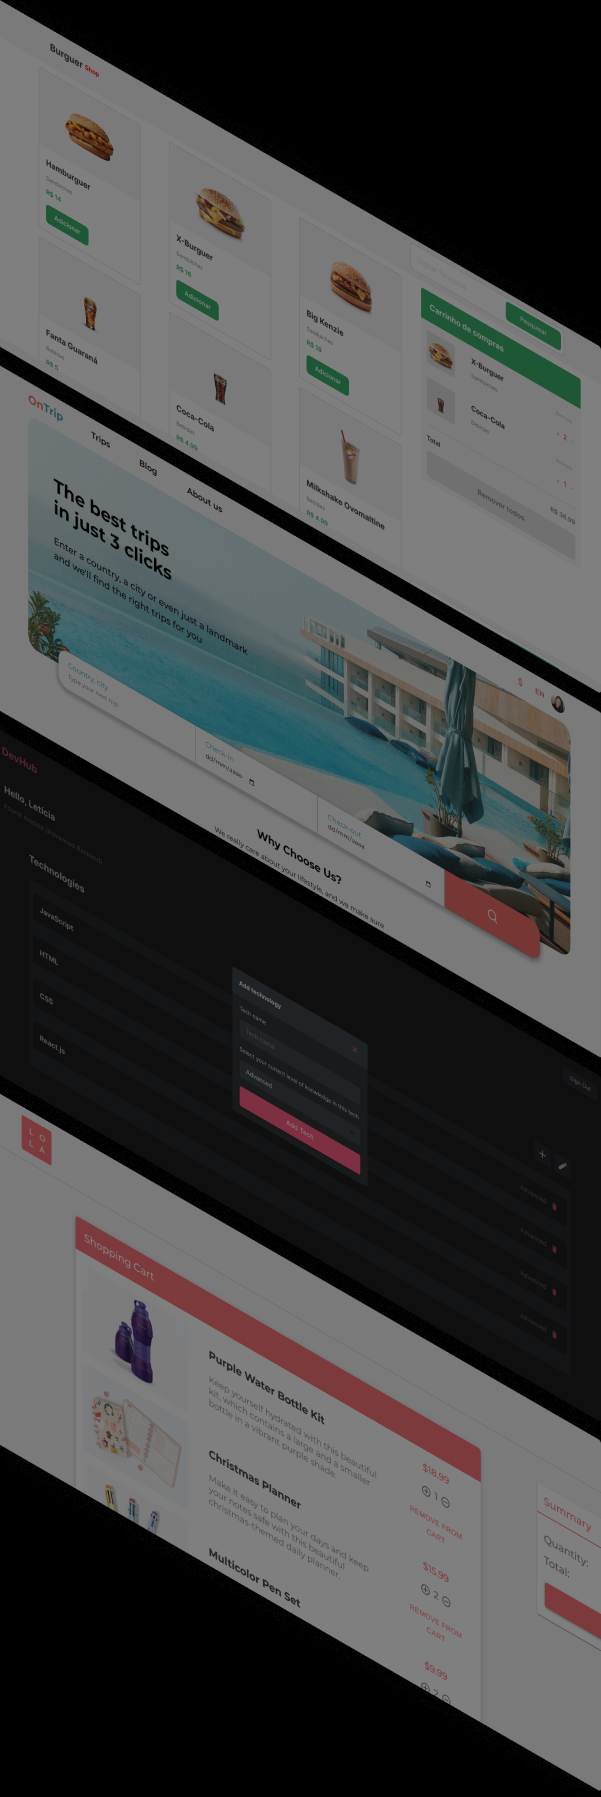 Burguer Shop
Hamburguer
Sanduíches
R$ 14
Adicionar
X-Burguer
Sanduíches
R$ 16
Adicionar
Big Kenzie
Sanduíches
R$ 18
Adicionar
Fanta Guaraná
Bebidas
R$ 5
Coca-Cola
Bebidas
R$ 4.99
Milkshake Ovomaltine
R$ 4.99
Pesquisar
Carrinho de compras
X-Burguer
Sanduíches
2
Coca-Cola
Bebidas
1
Total
R$ 36.99
Remover todos
OnTrip
Trips
Blog
About us
$
EN
The best trips
in just 3 clicks
Enter a country, a city or even just a landmark
and we'll find the right trips for you
Country, city
Type your next trip
Check-in
dd/mm/aaaa
Check-out
dd/mm/aaaa
Why Choose Us?
We really care about your lifestyle, and we make sure
DevHub
Sign Out
Hello, Leticia
Technologies
JavaScript
Advanced
HTML
Advanced
CSS
Advanced
React.js
Advanced
Add technology
Tech name
Tech name
Select your current level of knowledge in this tech
Advanced
Add Tech
LO
LA
Shopping Cart
Purple Water Bottle Kit
Keep yourself hydrated with this beautiful
kit, which contains a large and a smaller
bottle in a vibrant purple shade.
$18.99
1
REMOVE FROM
CART
Christmas Planner
Make it easy to plan your days and keep
your notes safe with this beautiful
christmas-themed daily planner.
$15.99
2
REMOVE FROM
CART
Multicolor Pen Set
$9.99
2
Summary
Quantity:
Total: